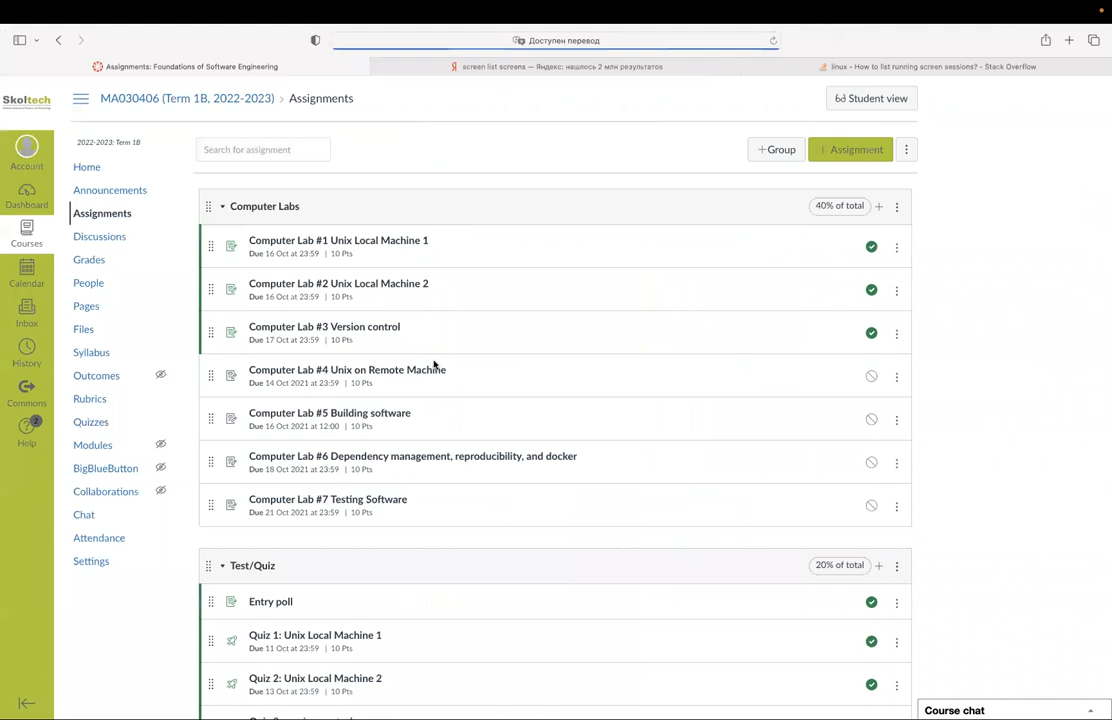 Доступен перевод
Assignments: Foundations of Software Engineering
screen list screens — Яндекс: нашлось 2 млн результатов
linux - How to list running screen sessions? - Stack Overflow
Skoltech
MA030406 (Term 1B, 2022-2023) > Assignments
Student view
2022-2023: Term 1B
Account
Dashboard
Courses
Calendar
Inbox
History
Commons
2
Help
Home
Announcements
Assignments
Discussions
Grades
People
Pages
Files
Syllabus
Outcomes
Rubrics
Quizzes
Modules
BigBlueButton
Collaborations
Chat
Attendance
Settings
Search for assignment
+Group
Assignment
Computer Labs
40% of total
Computer Lab #1 Unix Local Machine 1
Due 16 Oct at 23:59 | 10 Pts
Computer Lab #2 Unix Local Machine 2
Due 16 Oct at 23:59 | 10 Pts
Computer Lab #3 Version control
Due 17 Oct at 23:59 | 10 Pts
Computer Lab #4 Unix on Remote Machine
Due 14 Oct 2021 at 23:59 | 10 Pts
Computer Lab #5 Building software
Due 16 Oct 2021 at 12:00 | 10 Pts
Computer Lab #6 Dependency management, reproducibility, and docker
Due 18 Oct 2021 at 23:59 | 10 Pts
Computer Lab #7 Testing Software
Due 21 Oct 2021 at 23:59 | 10 Pts
Test/Quiz
20% of total
Entry poll
Quiz 1: Unix Local Machine 1
Due 11 Oct at 23:59 | 10 Pts
Quiz 2: Unix Local Machine 2
Due 13 Oct at 23:59 | 10 Pts
Course chat